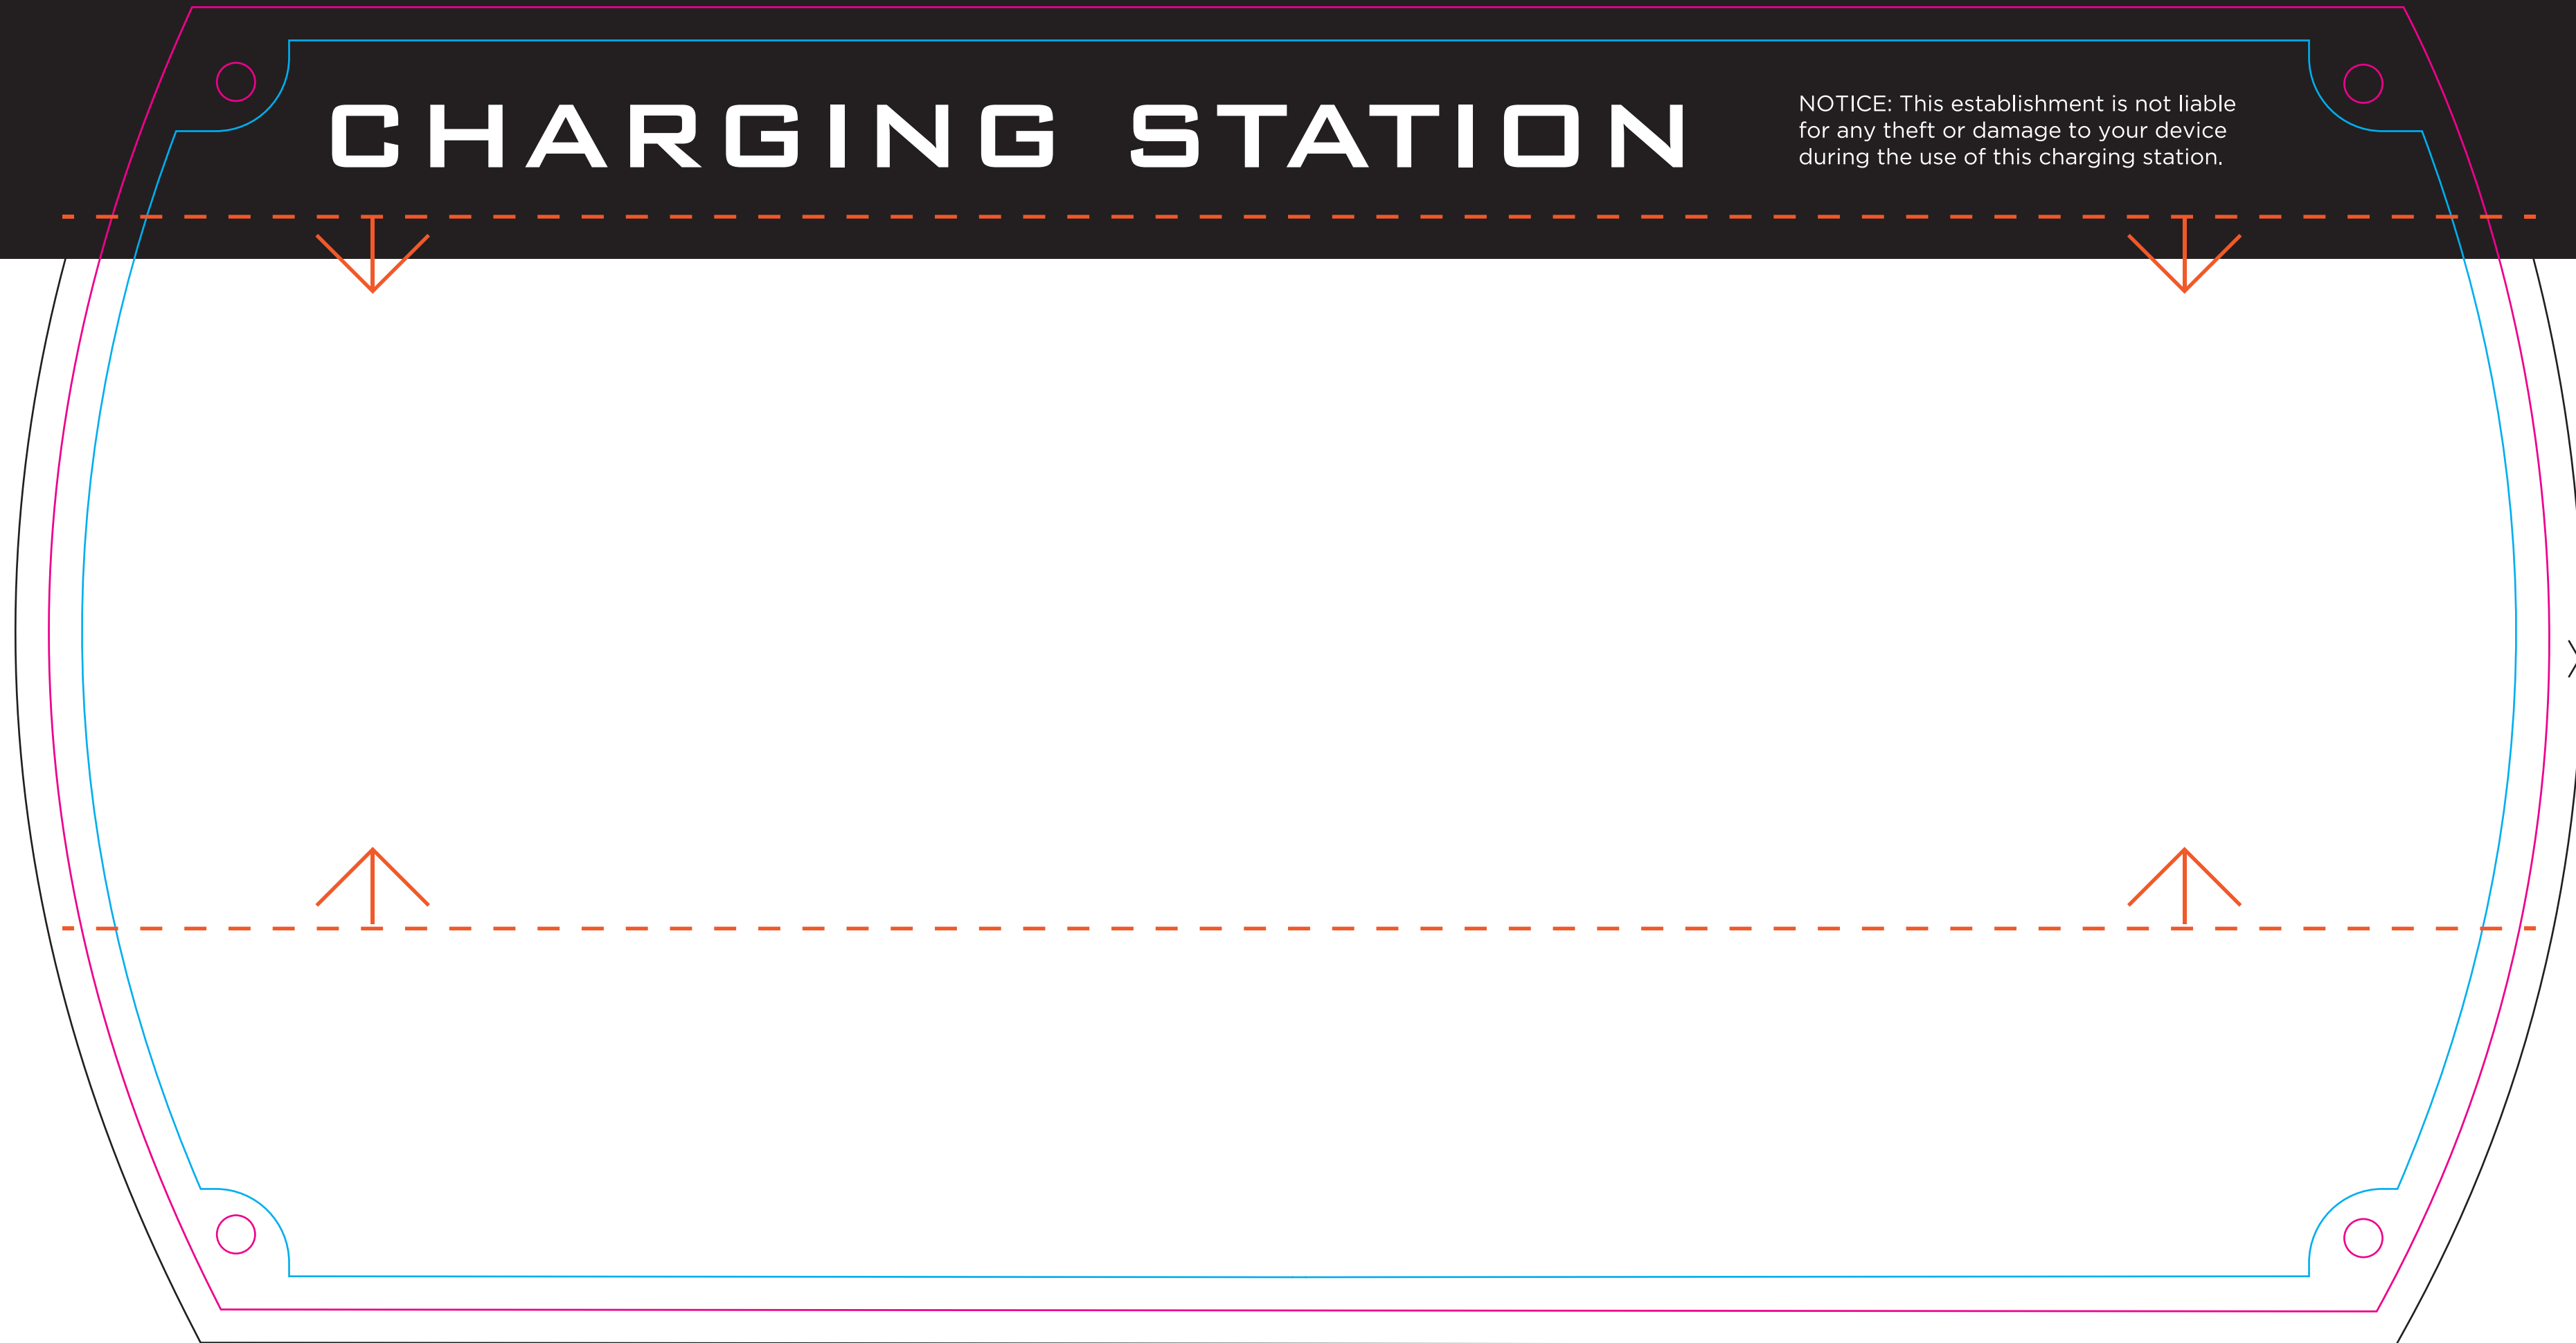 CHARGING STATION
NOTICE: This establishment is not liable
for any theft or damage to your device
during the use of this charging station.